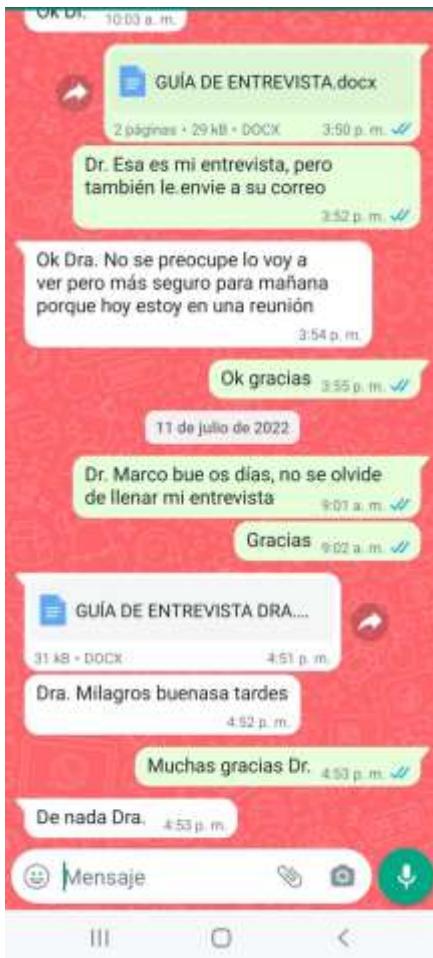 Ok Dr.
10:03 a. m.
GUÍA DE ENTREVISTA.docx
2 páginas • 29 kB • DOCX 3:50 p. m.
Dr. Esa es mi entrevista, pero
también le.envie a su correo
3:52 p. m.
Ok Dra. No se preocupe lo voy a
ver pero más seguro para mañana
porque hoy estoy en una reunión
3:54 p. m.
Ok gracias 3:55 p. m.
11 de julio de 2022
Dr. Marco bue os días, no se olvide
de llenar mi entrevista
9:01 a. m.
Gracias 9:02 a. m.
GUÍA DE ENTREVISTA DRA....
31 kB • DOCX 4:51 p. m.
Dra. Milagros buenasa tardes
4:52 p. m.
Muchas gracias Dr. 4:53 p. m.
De nada Dra. 4:53 p. m.
Mensaje